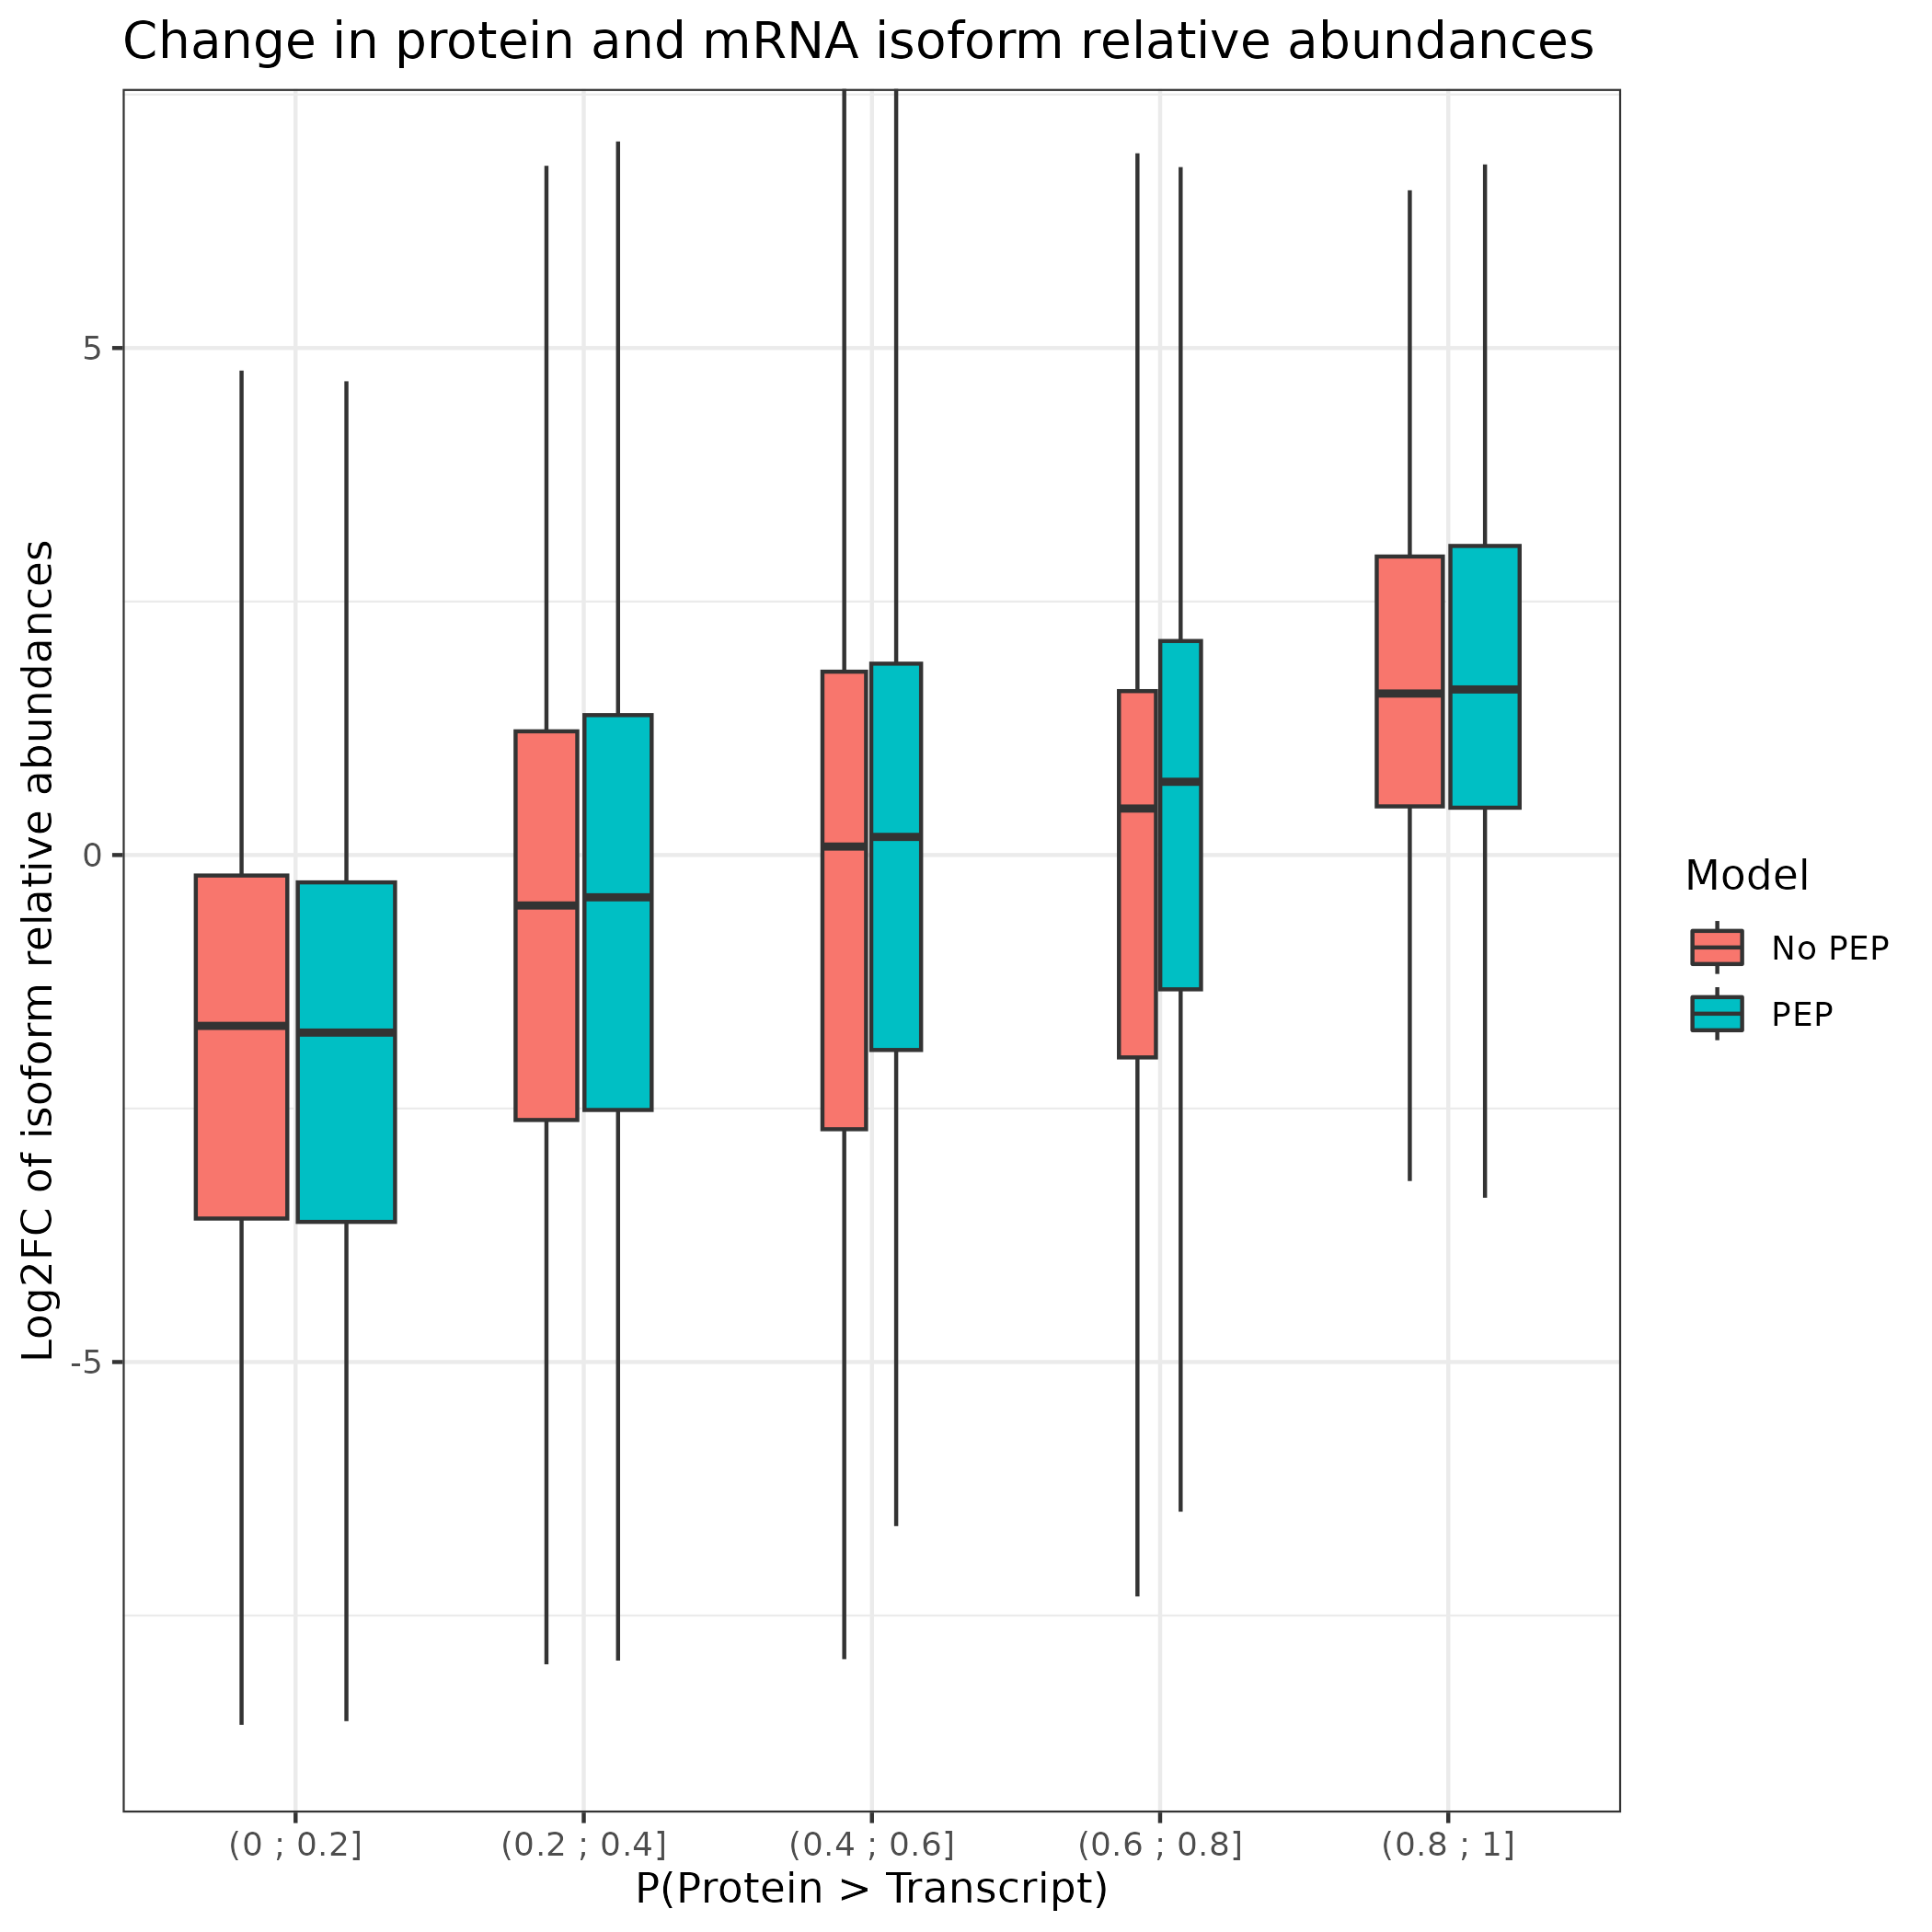 Change in protein and mRNA isoform relative abundances
Log2FC of isoform relative abundances
5
0
-5
(0 ; 0.2]
(0.2 ; 0.4]
(0.4 ; 0.6]
(0.6 ; 0.8]
(0.8 ; 1]
P(Protein > Transcript)
Model
No PEP
PEP